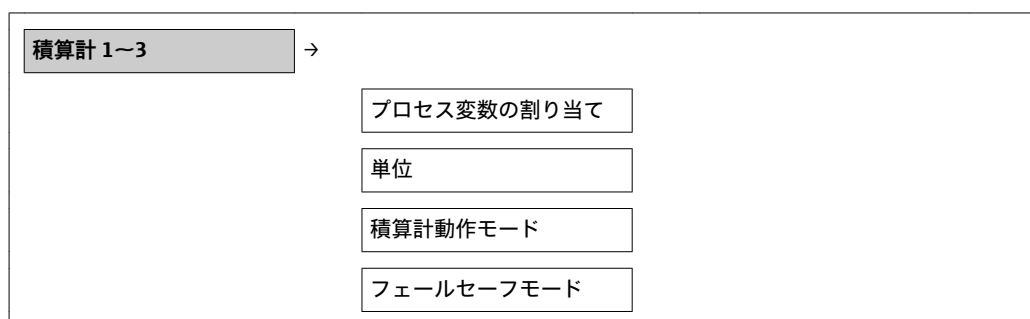 積算計 1～3 →
プロセス変数の割り当て
単位
積算計動作モード
フェールセーフモード